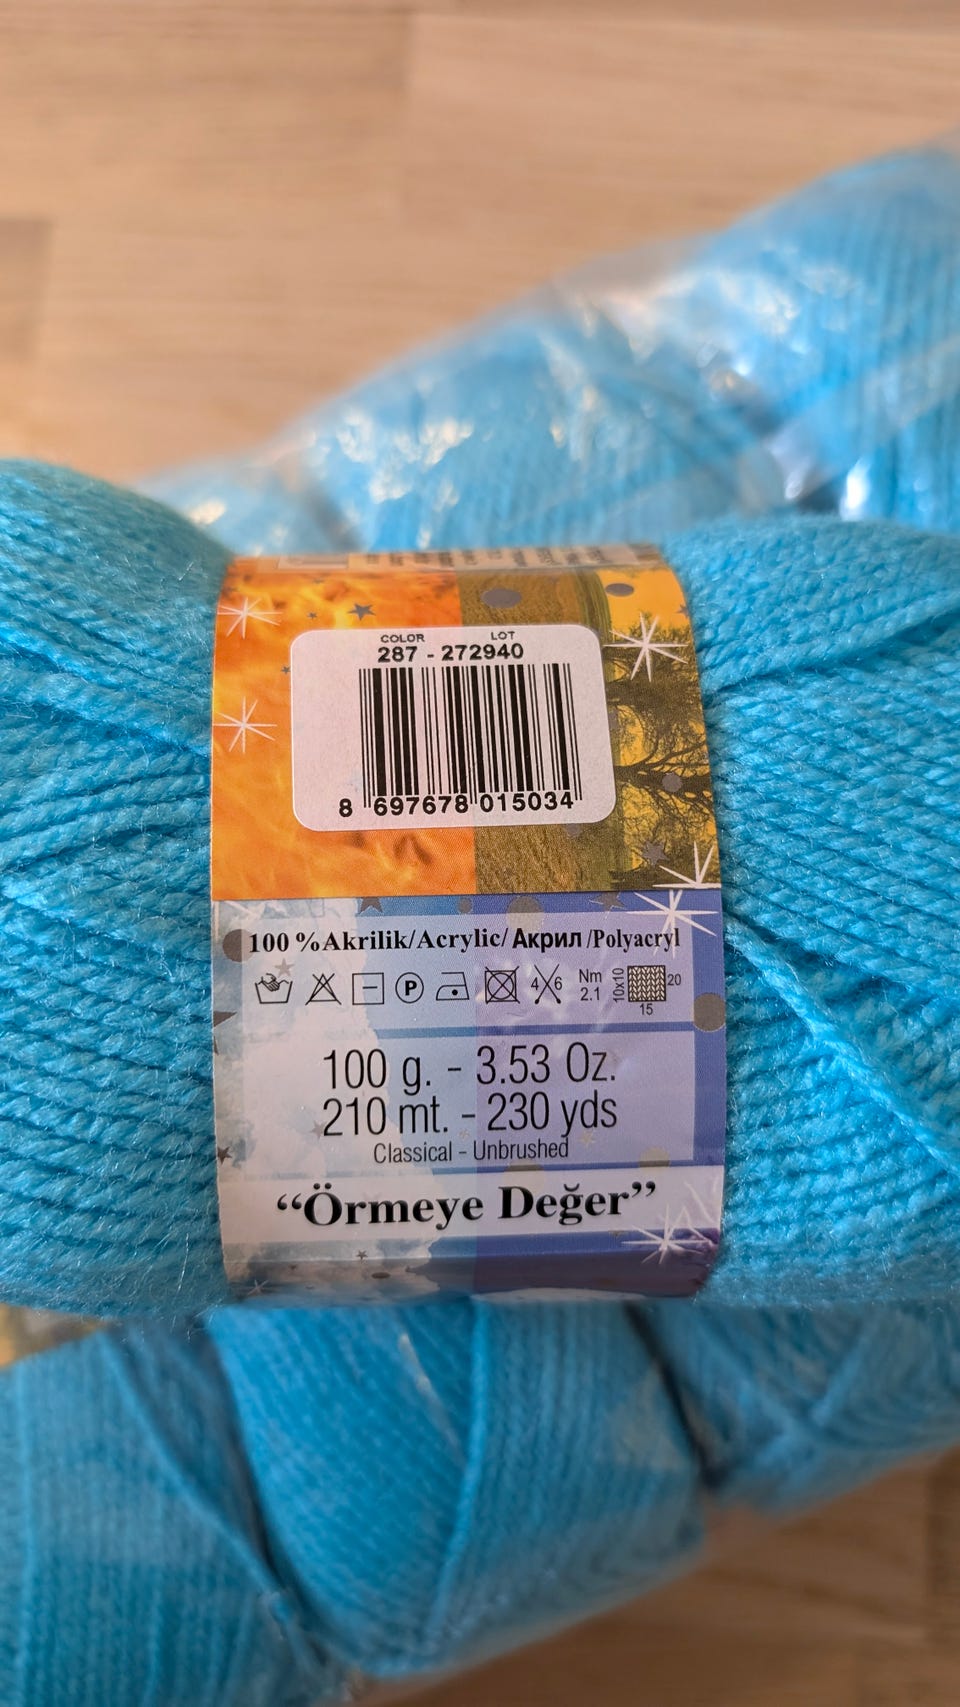 COLOR LOT
287 - 272940
8 697678 015034
100 %Akrilik/Acrylic/Акрил/Polyacryl
P
4 6
Nm
2.1
10x10
20
15
100 g. - 3.53 Oz.
210 mt. - 230 yds
Classical - Unbrushed
“Örmeye Değer”